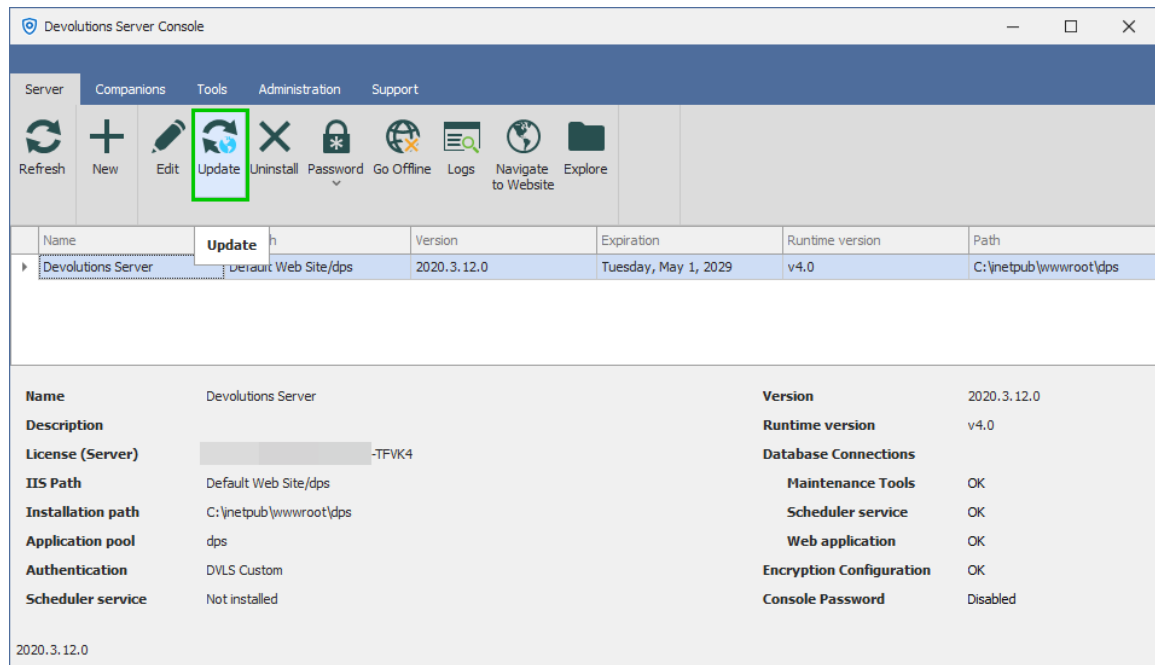 Devolutions Server Console
Server Companions Tools Administration Support
Refresh New Edit Update Uninstall Password Go Offline Logs Navigate to Website Explore
Name Version Expiration Runtime version Path
Update
Devolutions Server Default Web Site/dps 2020.3.12.0 Tuesday, May 1, 2029 v4.0 C:\inetpub\wwwroot\dps
Name Devolutions Server Version 2020.3.12.0
Description Runtime version v4.0
License (Server) -TFVK4 Database Connections
IIS Path Default Web Site/dps Maintenance Tools OK
Installation path C:\inetpub\wwwroot\dps Scheduler service OK
Application pool dps Web application OK
Authentication DVLS Custom Encryption Configuration OK
Scheduler service Not installed Console Password Disabled
2020.3.12.0